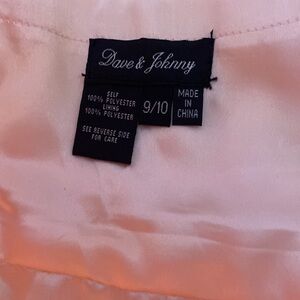 Dave & Johnny
SELF
100% POLYESTER
LINING
100% POLYESTER
SEE REVERSE SIDE
FOR CARE
9/10
MADE
IN
CHINA